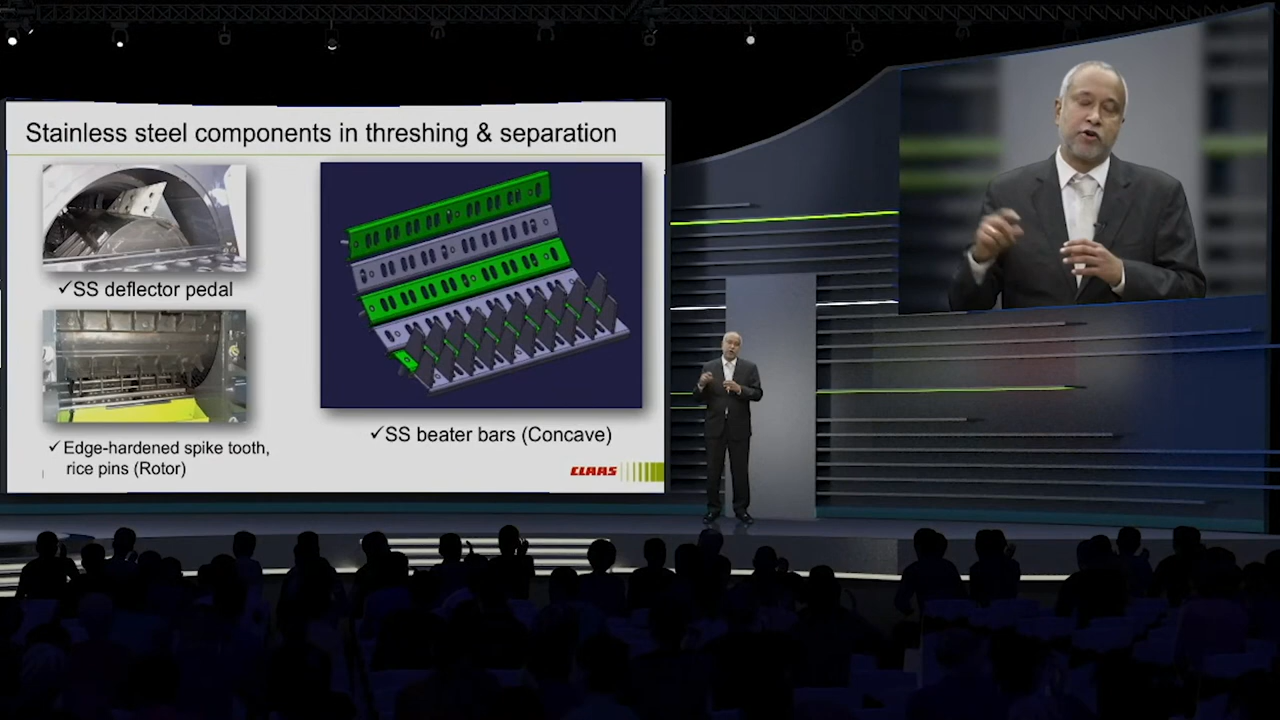 Stainless steel components in threshing & separation
✓SS deflector pedal
✓Edge-hardened spike tooth,
rice pins (Rotor)
✓SS beater bars (Concave)
CLAAS